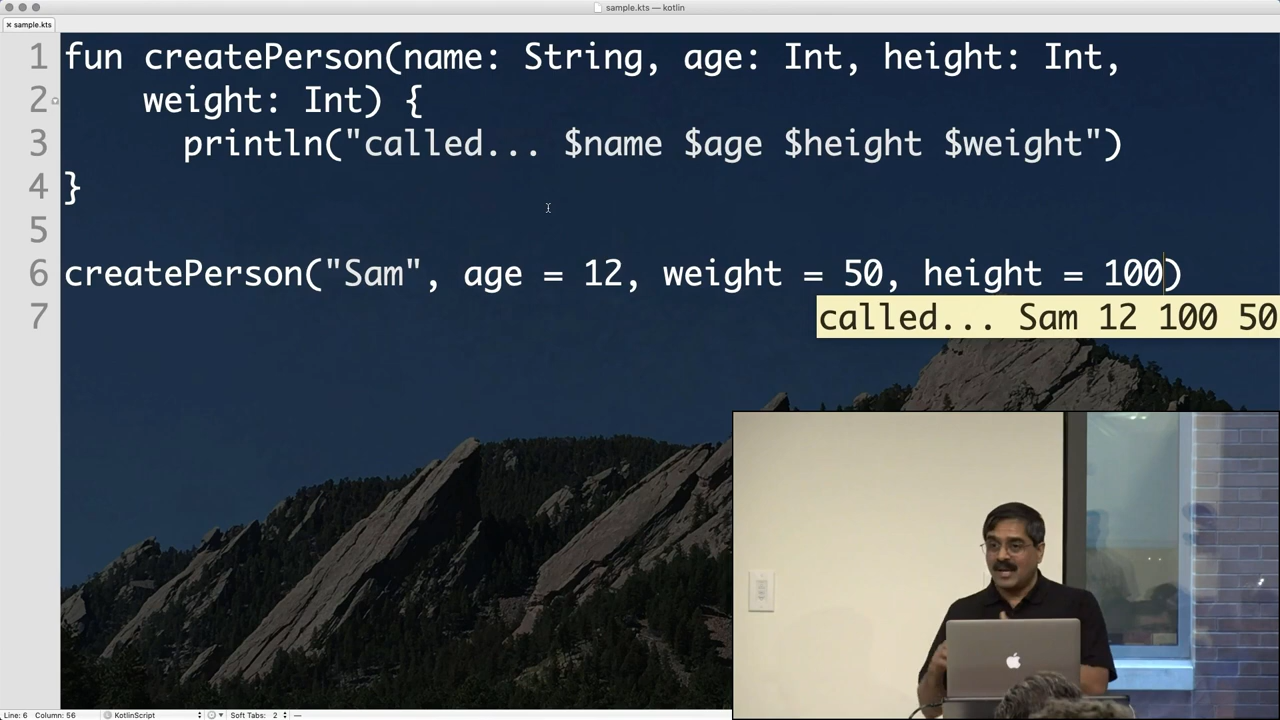 sample.kts — kotlin
× sample.kts
1 fun createPerson(name: String, age: Int, height: Int,
2 weight: Int) {
3 println("called... $name $age $height $weight")
4 }
5
6 createPerson("Sam", age = 12, weight = 50, height = 100)
7
called... Sam 12 100 50
Line: 6 Column: 56 KotlinScript Soft Tabs: 2 —